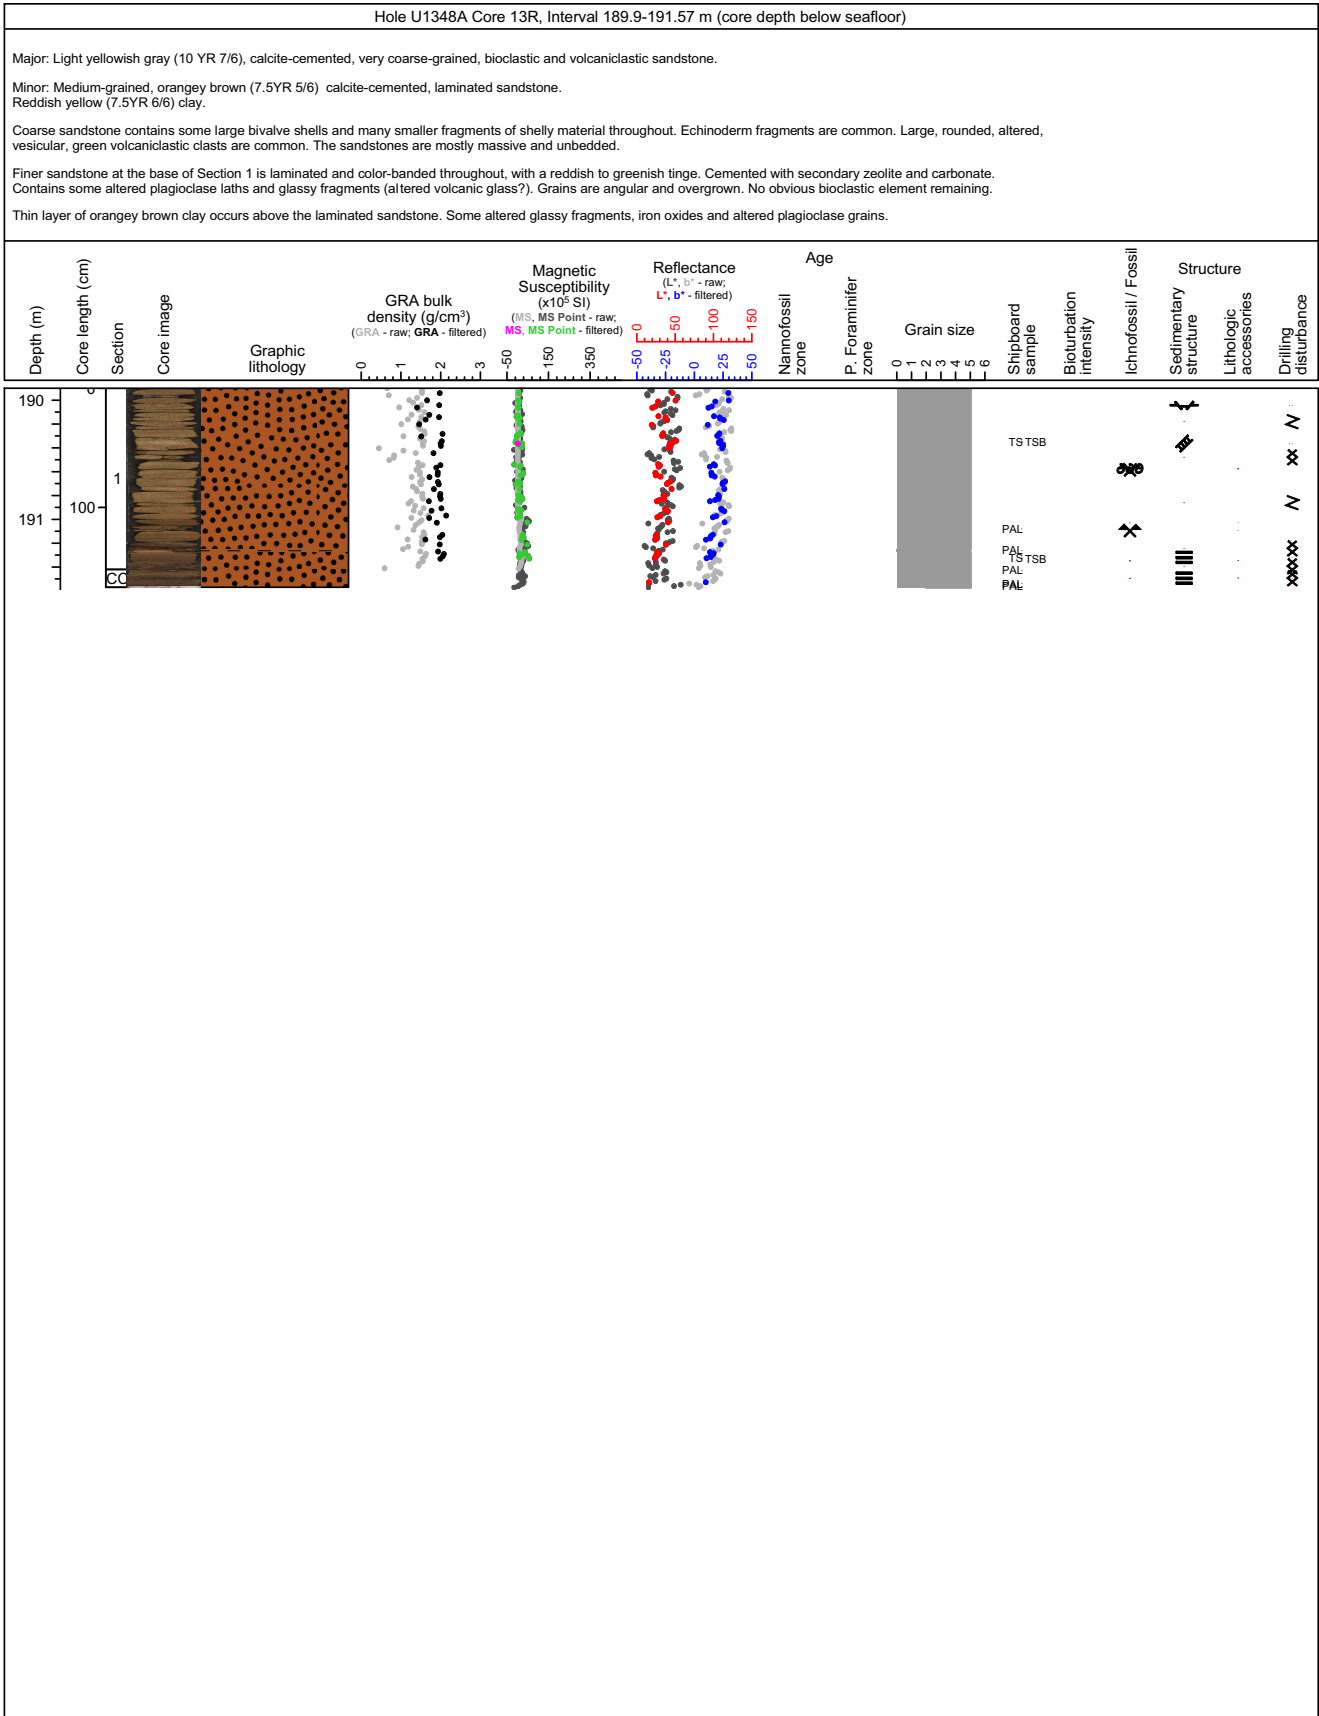 Hole U1348A Core 13R, Interval 189.9-191.57 m (core depth below seafloor)
Major: Light yellowish gray (10 YR 7/6), calcite-cemented, very coarse-grained, bioclastic and volcaniclastic sandstone.
Minor: Medium-grained, orangey brown (7.5YR 5/6) calcite-cemented, laminated sandstone.
Reddish yellow (7.5YR 6/6) clay.
Coarse sandstone contains some large bivalve shells and many smaller fragments of shelly material throughout. Echinoderm fragments are common. Large, rounded, altered,
vesicular, green volcaniclastic clasts are common. The sandstones are mostly massive and unbedded.
Finer sandstone at the base of Section 1 is laminated and color-banded throughout, with a reddish to greenish tinge. Cemented with secondary zeolite and carbonate.
Contains some altered plagioclase laths and glassy fragments (altered volcanic glass?). Grains are angular and overgrown. No obvious bioclastic element remaining.
Thin layer of orangey brown clay occurs above the laminated sandstone. Some altered glassy fragments, iron oxides and altered plagioclase grains.
Depth (m)
Core length (cm)
Section
Core image
Graphic
lithology
GRA bulk
density (g/cm³)
(GRA - raw; GRA - filtered)
0 1 2 3
Magnetic
Susceptibility
(x10⁵ SI)
(MS, MS Point - raw;
MS, MS Point - filtered)
-50 150 350
Reflectance
(L*, b* - raw;
L*, b* - filtered)
0 50 100 150
-50 -25 0 25 50
Age
Nannofossil
zone
P. Foraminifer
zone
Grain size
0 1 2 3 4 5 6
Shipboard
sample
Bioturbation
intensity
Ichnofossil / Fossil
Structure
Sedimentary
structure
Lithologic
accessories
Drilling
disturbance
0
190
TS TSB
1
100
191
PAL
PAL
TS TSB
PAL
CC
PAL
PAL